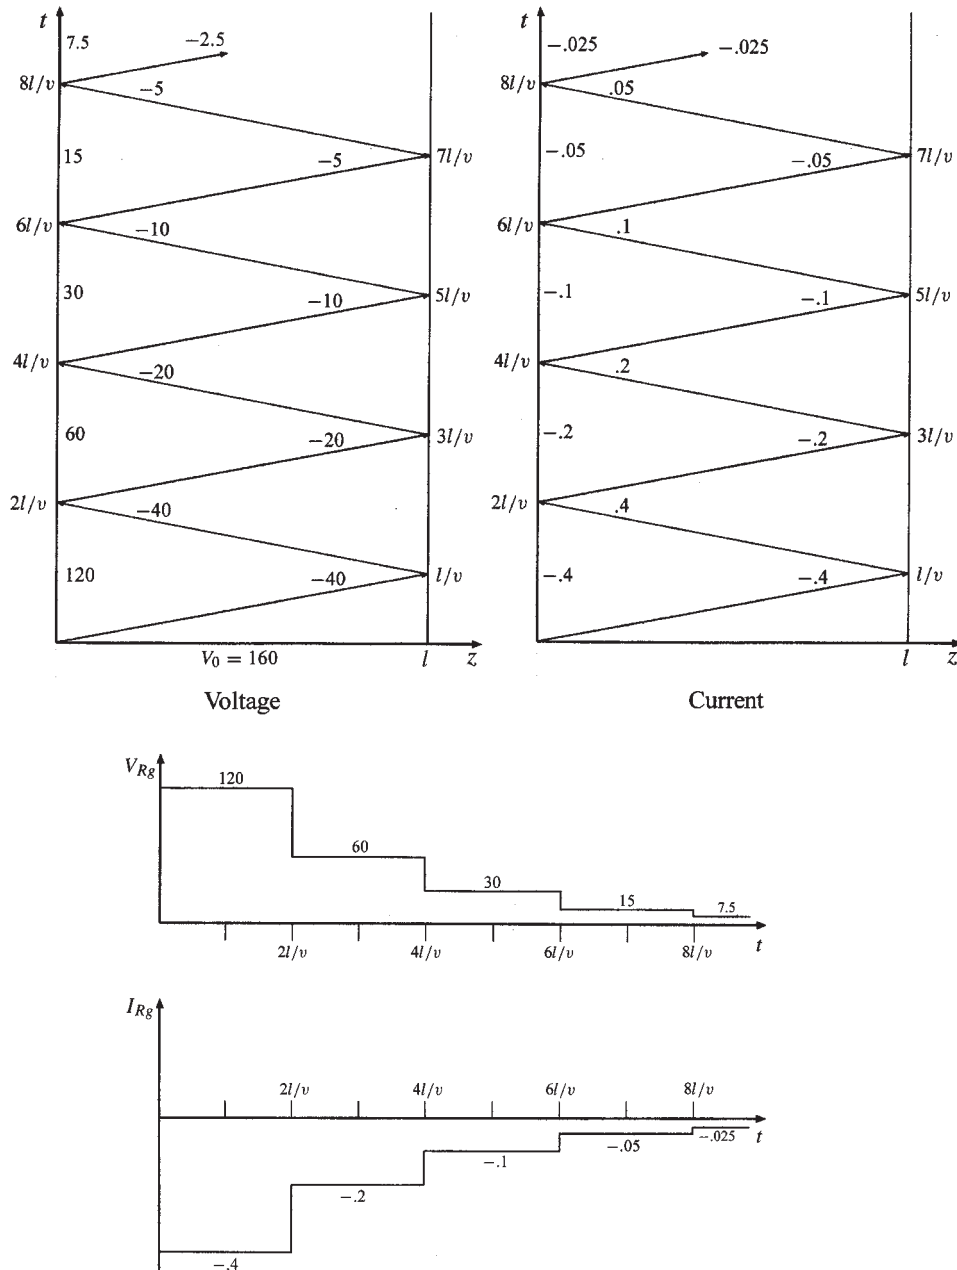 t
7.5
−2.5
8l/v
−5
15
−5
7l/v
6l/v
−10
30
−10
5l/v
4l/v
−20
60
−20
3l/v
2l/v
−40
120
−40
l/v
V0 = 160
l
z
Voltage
t
−.025
−.025
8l/v
.05
−.05
−.05
7l/v
6l/v
.1
−.1
−.1
5l/v
4l/v
.2
−.2
−.2
3l/v
2l/v
.4
−.4
−.4
l/v
l
z
Current
VRg
120
60
30
15
7.5
2l/v
4l/v
6l/v
8l/v
t
IRg
2l/v
4l/v
6l/v
8l/v
t
−.025
−.05
−.1
−.2
−.4